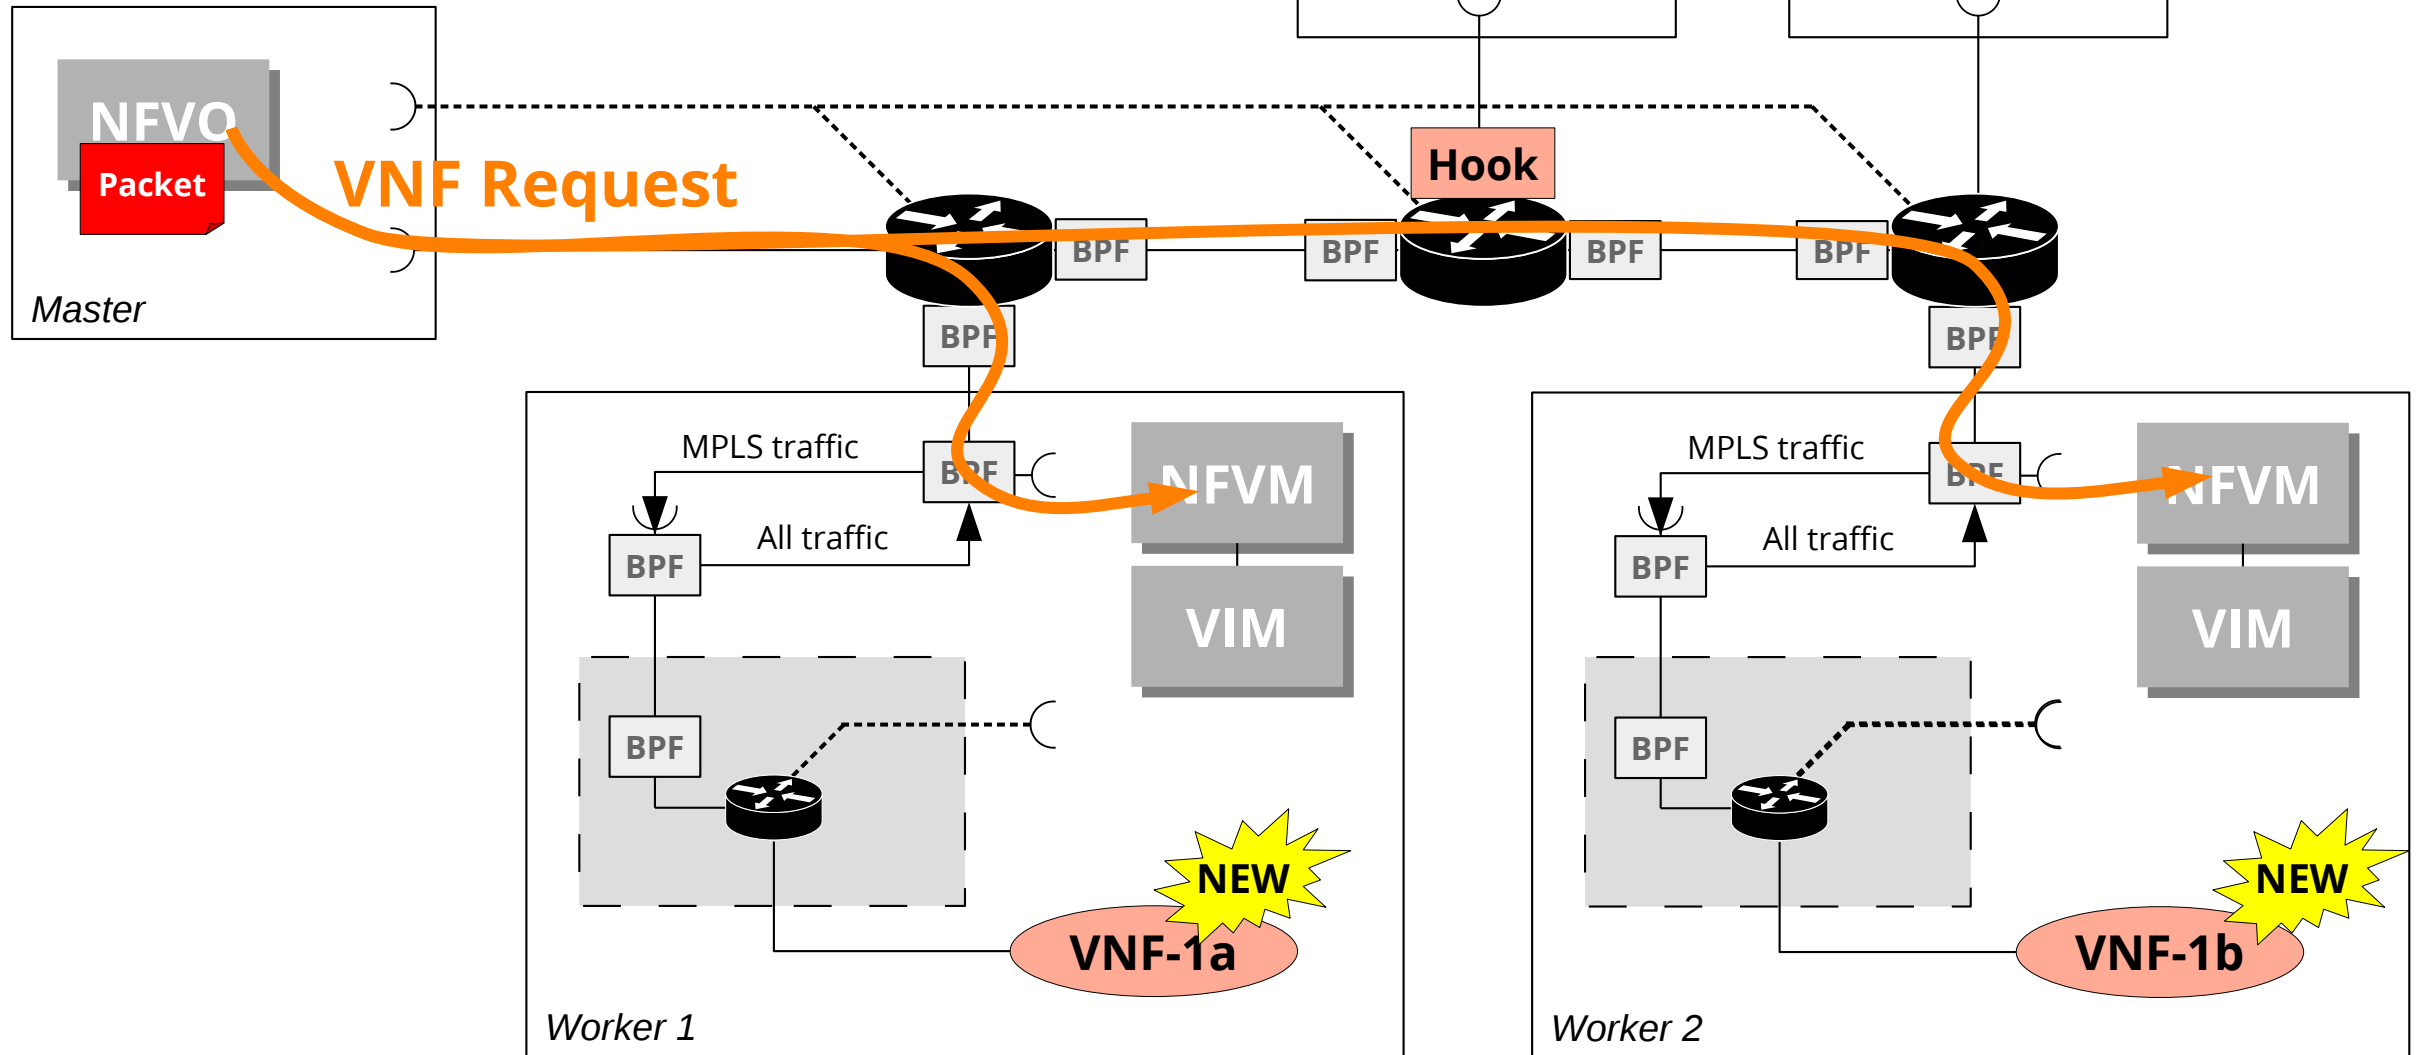 NFVO
Packet
VNF Request
Hook
BPF
BPF
BPF
BPF
Master
BPF
BPF
MPLS traffic
BPF
NFVM
All traffic
BPF
VIM
BPF
NEW
VNF-1a
Worker 1
MPLS traffic
BPF
NFVM
All traffic
BPF
VIM
BPF
NEW
VNF-1b
Worker 2